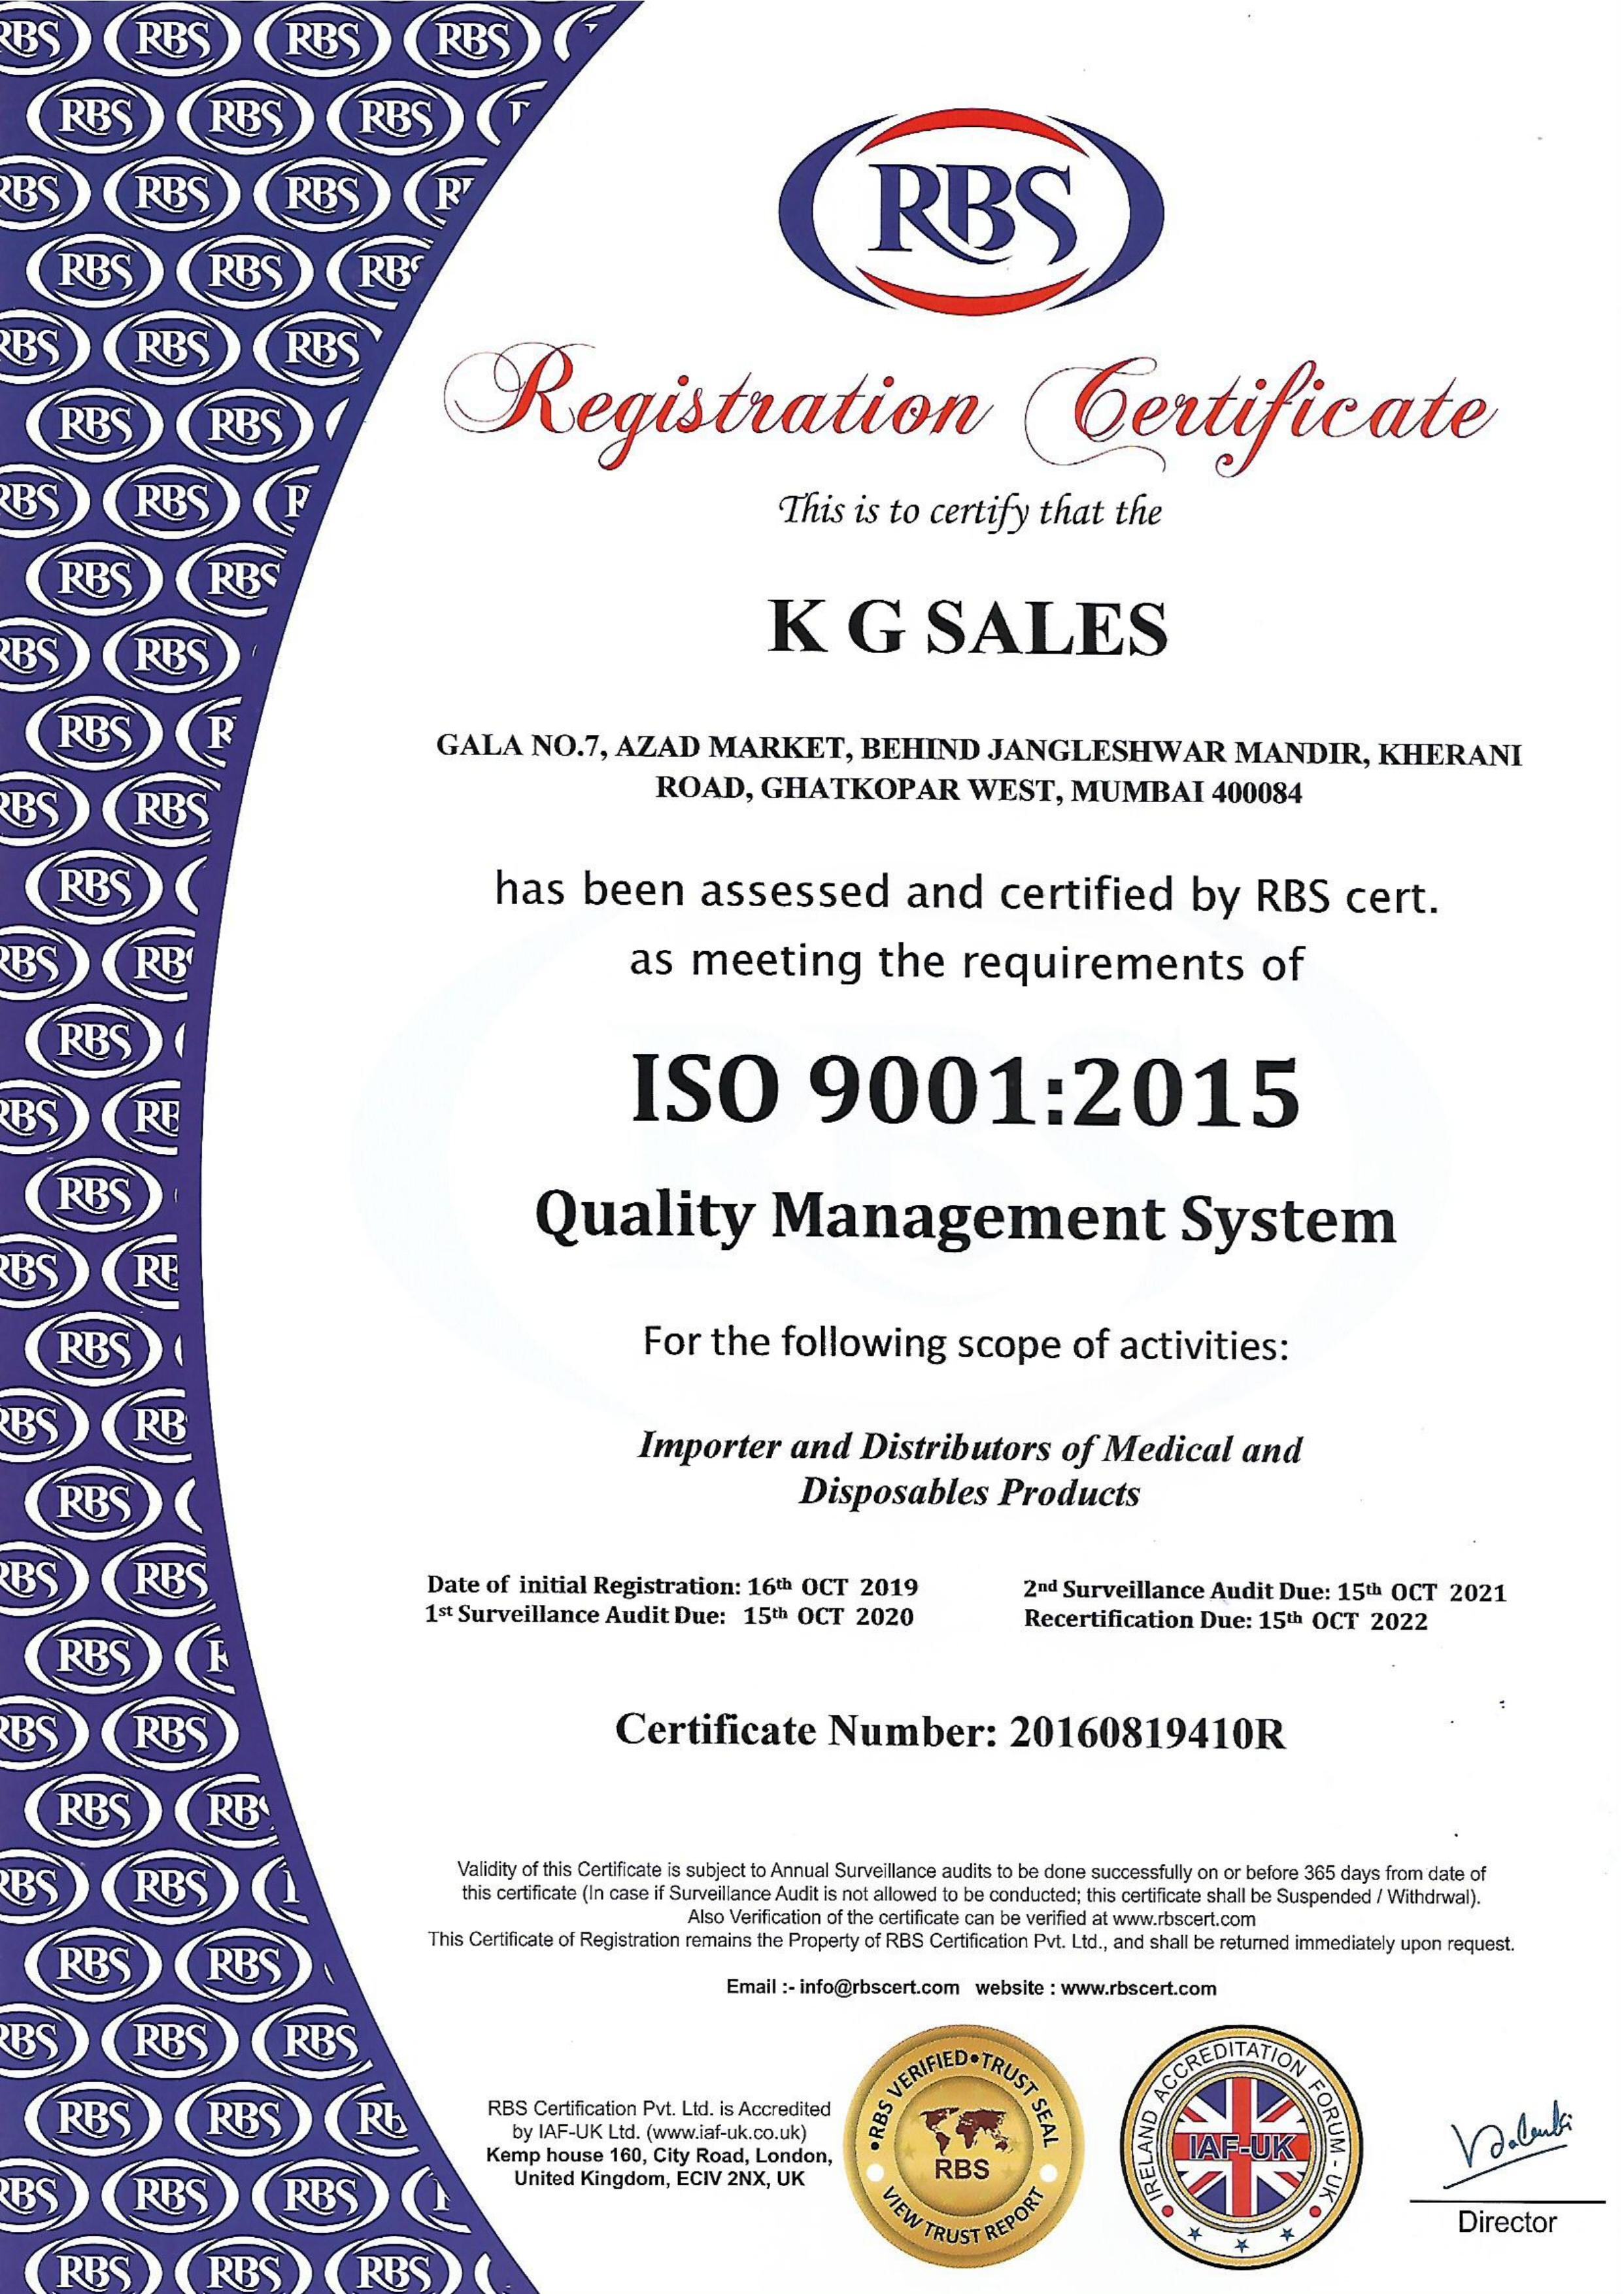 RBS
Registration Certificate
This is to certify that the
K G SALES
GALA NO.7, AZAD MARKET, BEHIND JANGLESHWAR MANDIR, KHERANI
ROAD, GHATKOPAR WEST, MUMBAI 400084
has been assessed and certified by RBS cert.
as meeting the requirements of
ISO 9001:2015
Quality Management System
For the following scope of activities:
Importer and Distributors of Medical and
Disposables Products
Date of initial Registration: 16th OCT 2019
1st Surveillance Audit Due: 15th OCT 2020
2nd Surveillance Audit Due: 15th OCT 2021
Recertification Due: 15th OCT 2022
Certificate Number: 20160819410R
Validity of this Certificate is subject to Annual Surveillance audits to be done successfully on or before 365 days from date of
this certificate (In case if Surveillance Audit is not allowed to be conducted; this certificate shall be Suspended / Withdrwal).
Also Verification of the certificate can be verified at www.rbscert.com
This Certificate of Registration remains the Property of RBS Certification Pvt. Ltd., and shall be returned immediately upon request.
Email :- info@rbscert.com website : www.rbscert.com
RBS Certification Pvt. Ltd. is Accredited
by IAF-UK Ltd. (www.iaf-uk.co.uk)
Kemp house 160, City Road, London,
United Kingdom, ECIV 2NX, UK
RBS VERIFIED • TRUST SEAL
RBS
VIEW TRUST REPORT
IRELAND ACCREDITATION FORUM - UK
IAF-UK
Director